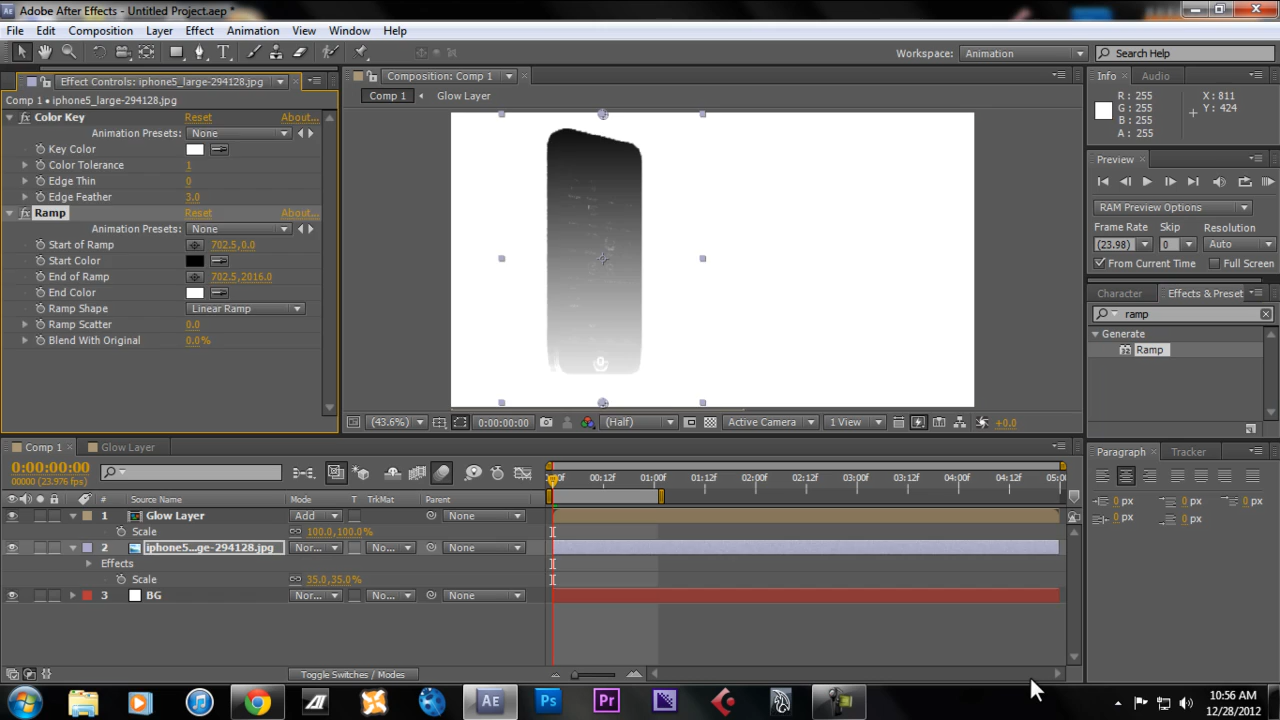 Adobe After Effects - Untitled Project.aep *
File Edit Composition Layer Effect Animation View Window Help
Workspace: Animation Search Help
Effect Controls: iphone5_large-294128.jpg
Comp 1 • iphone5_large-294128.jpg
fx Color Key Reset About...
Animation Presets: None
Key Color
Color Tolerance 1
Edge Thin 0
Edge Feather 3.0
fx Ramp Reset About...
Animation Presets: None
Start of Ramp 702.5,0.0
Start Color
End of Ramp 702.5,2016.0
End Color
Ramp Shape Linear Ramp
Ramp Scatter 0.0
Blend With Original 0.0%
Composition: Comp 1
Comp 1 Glow Layer
(43.6%) 0:00:00:00 (Half) Active Camera 1 View +0.0
Info Audio
R: 255 X: 811
G: 255 Y: 424
B: 255
A: 255
Preview
RAM Preview Options
Frame Rate Skip Resolution
(23.98) 0 Auto
From Current Time Full Screen
Character Effects & Preset
ramp
Generate
32 Ramp
Comp 1 Glow Layer
0:00:00:00
00000 (23.976 fps)
# Source Name Mode T TrkMat Parent
00f 00:12f 01:00f 01:12f 02:00f 02:12f 03:00f 03:12f 04:00f 04:12f 05:0
1 Glow Layer Add None
Scale 100.0,100.0%
2 iphone5...ge-294128.jpg Nor... No... None
Effects
Scale 35.0,35.0%
3 BG Nor... No... None
Toggle Switches / Modes
Paragraph Tracker
0 px 0 px 0 px
0 px 0 px
Ae Ps Pr
10:56 AM
12/28/2012